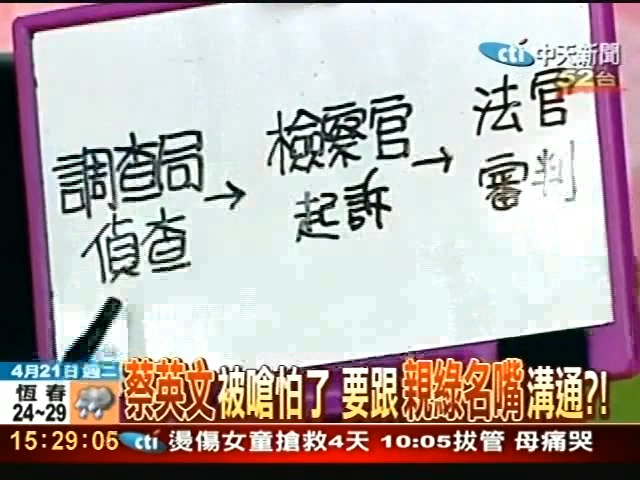 cti 中天新聞
52台
調查局
偵查
→
檢察官
起訴
→
法官
審判
4月21日 週二
恆春
24~29
蔡英文被嗆怕了 要跟親綠名嘴溝通?!
15:29:05 cti 燙傷女童搶救4天 10:05拔管 母痛哭